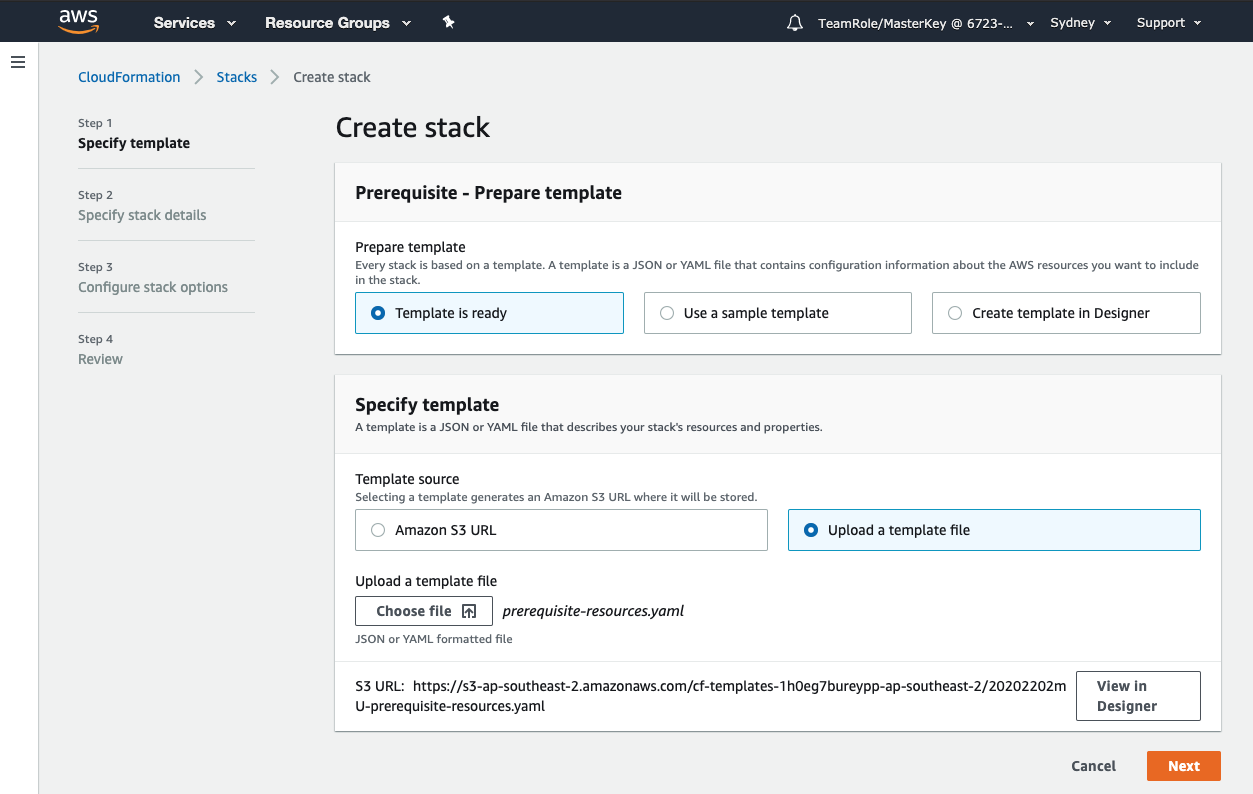 aws Services Resource Groups TeamRole/MasterKey @ 6723-... Sydney Support
CloudFormation Stacks Create stack
Step 1
Specify template
Step 2
Specify stack details
Step 3
Configure stack options
Step 4
Review
Create stack
Prerequisite - Prepare template
Prepare template
Every stack is based on a template. A template is a JSON or YAML file that contains configuration information about the AWS resources you want to include
in the stack.
Template is ready Use a sample template Create template in Designer
Specify template
A template is a JSON or YAML file that describes your stack's resources and properties.
Template source
Selecting a template generates an Amazon S3 URL where it will be stored.
Amazon S3 URL Upload a template file
Upload a template file
Choose file prerequisite-resources.yaml
JSON or YAML formatted file
S3 URL: https://s3-ap-southeast-2.amazonaws.com/cf-templates-1h0eg7bureypp-ap-southeast-2/20202202m
U-prerequisite-resources.yaml
View in
Designer
Cancel Next